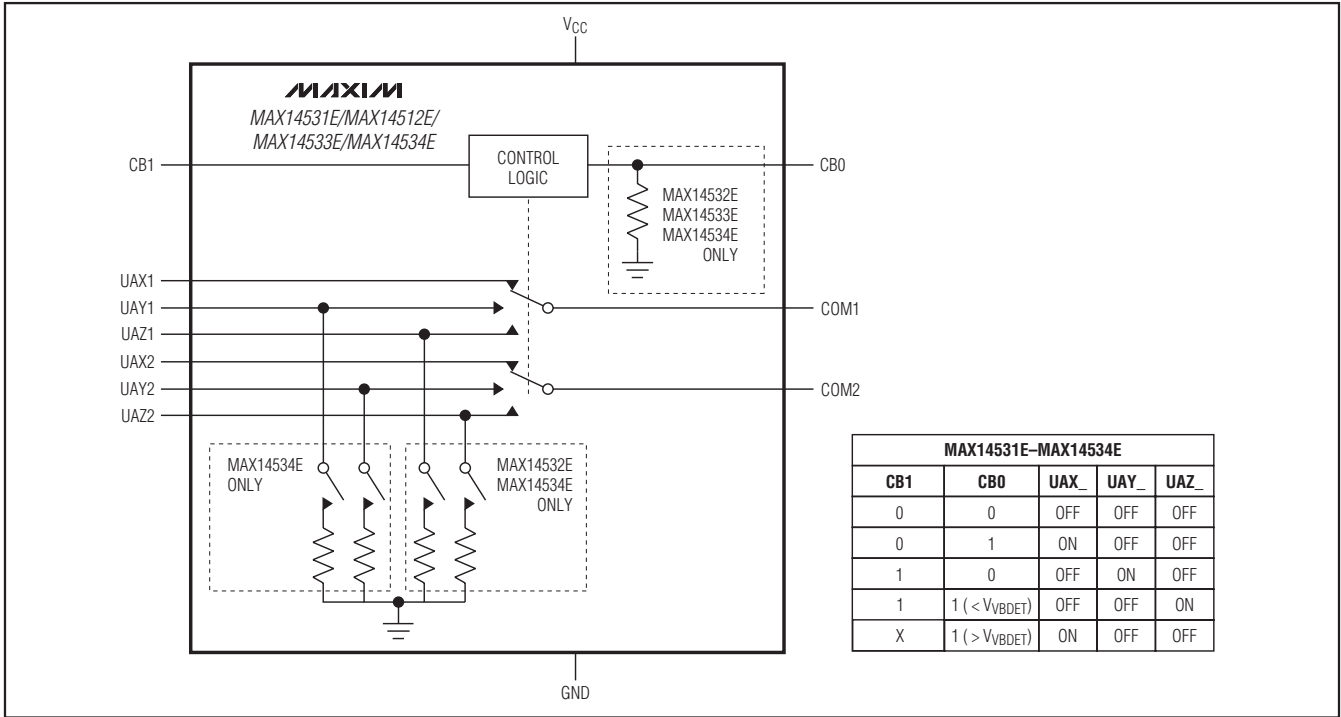 VCC
MAXIM
MAX14531E/MAX14512E/
MAX14533E/MAX14534E
CB1
CONTROL
LOGIC
CB0
MAX14532E
MAX14533E
MAX14534E
ONLY
UAX1
UAY1
UAZ1
UAX2
UAY2
UAZ2
COM1
COM2
MAX14534E
ONLY
MAX14532E
MAX14534E
ONLY
GND
MAX14531E–MAX14534E
CB1 CB0 UAX_ UAY_ UAZ_
0 0 OFF OFF OFF
0 1 ON OFF OFF
1 0 OFF ON OFF
1 1 ( < VVBDET) OFF OFF ON
X 1 ( > VVBDET) ON OFF OFF